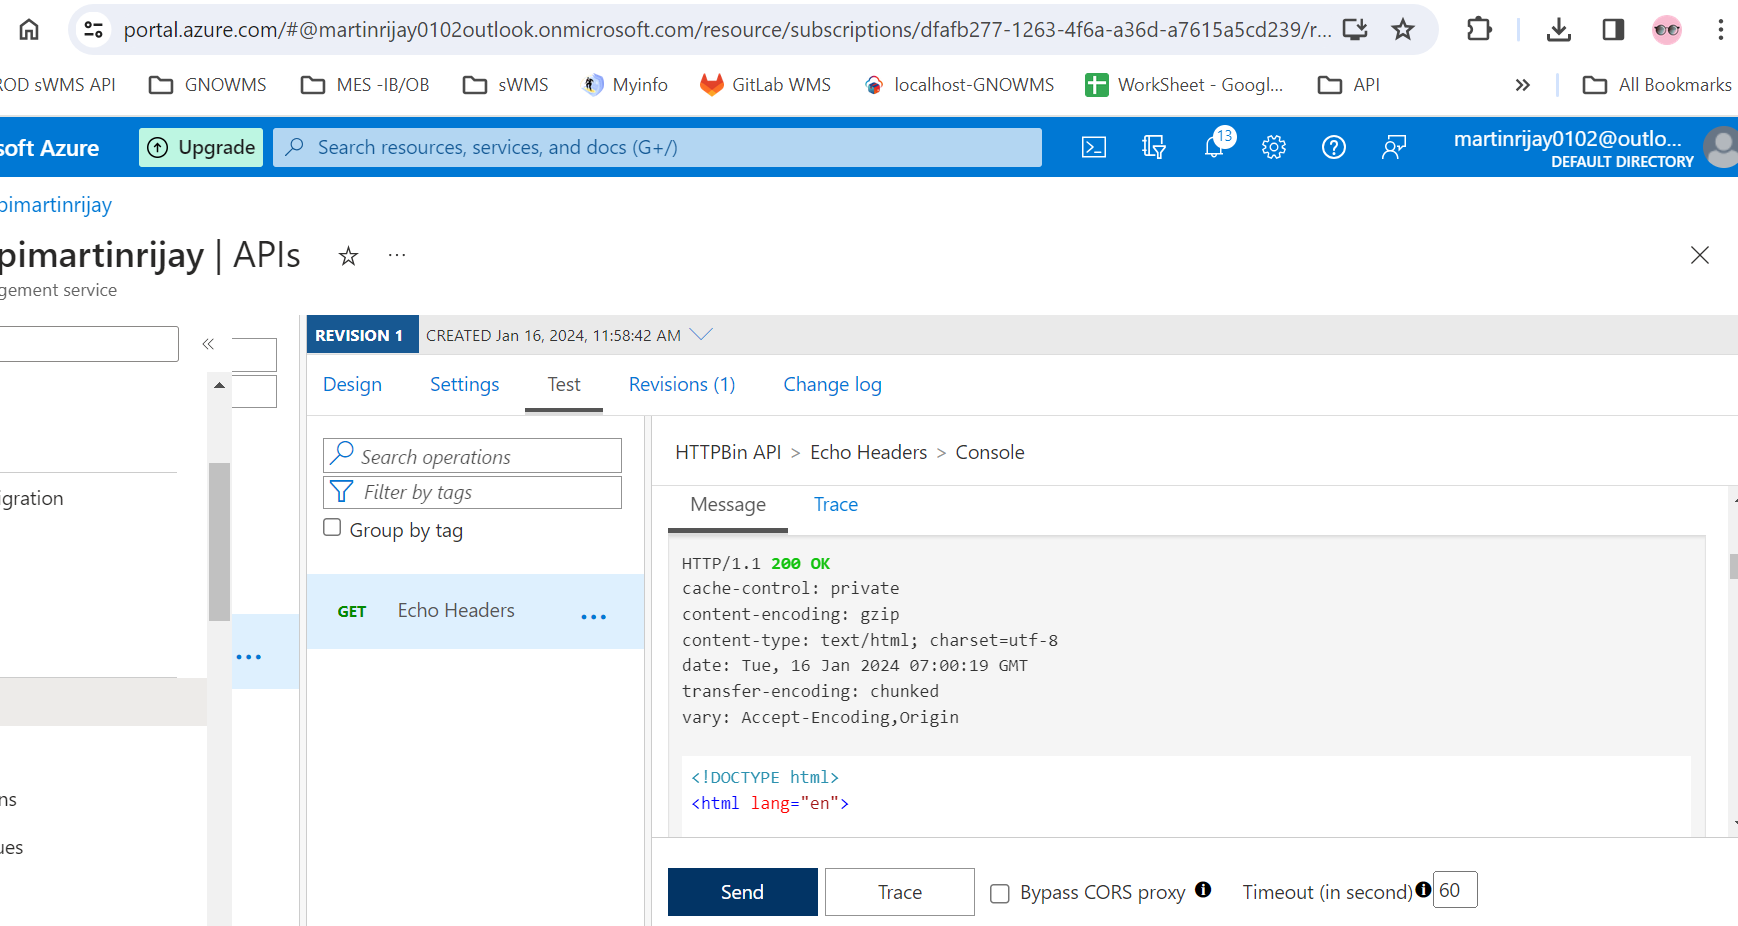 portal.azure.com/#@martinrijay0102outlook.onmicrosoft.com/resource/subscriptions/dfafb277-1263-4f6a-a36d-a7615a5cd239/r...
ROD sWMS API GNOWMS MES -IB/OB sWMS Myinfo GitLab WMS localhost-GNOWMS WorkSheet - Googl... API » All Bookmarks
soft Azure Upgrade Search resources, services, and docs (G+/) 13 martinrijay0102@outlo...
DEFAULT DIRECTORY
pimartinrijay
pimartinrijay | APIs
gement service
REVISION 1 CREATED Jan 16, 2024, 11:58:42 AM
Design Settings Test Revisions (1) Change log
Search operations
Filter by tags
Group by tag
GET Echo Headers
igration
ns
ues
HTTPBin API > Echo Headers > Console
Message Trace
HTTP/1.1 200 OK
cache-control: private
content-encoding: gzip
content-type: text/html; charset=utf-8
date: Tue, 16 Jan 2024 07:00:19 GMT
transfer-encoding: chunked
vary: Accept-Encoding,Origin
<!DOCTYPE html>
<html lang="en">
Send Trace Bypass CORS proxy Timeout (in second) 60